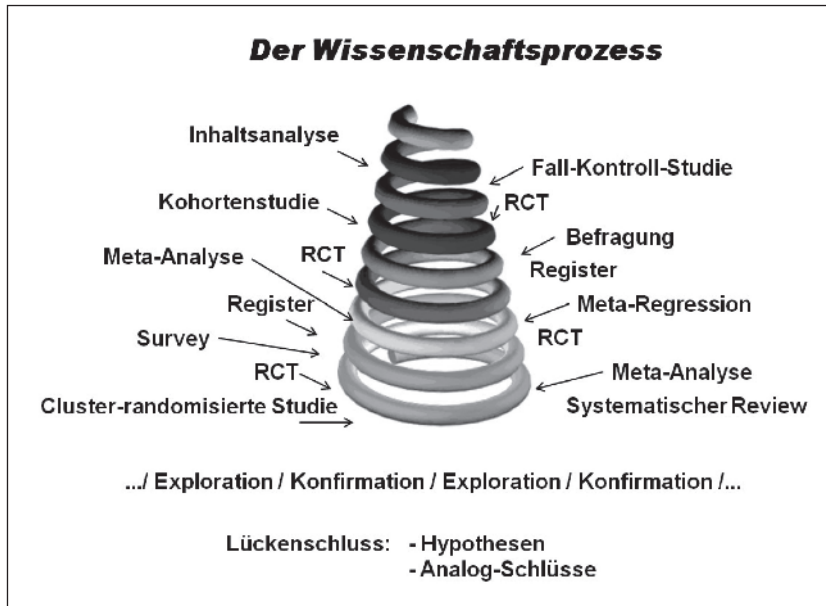 Der Wissenschaftsprozess
Inhaltsanalyse
Fall-Kontroll-Studie
Kohortenstudie
RCT
Befragung
RCT
Meta-Analyse
Register
Register
Meta-Regression
Survey
RCT
RCT
Meta-Analyse
Cluster-randomisierte Studie
Systematischer Review
.../ Exploration / Konfirmation / Exploration / Konfirmation /...
Lückenschluss: - Hypothesen
- Analog-Schlüsse